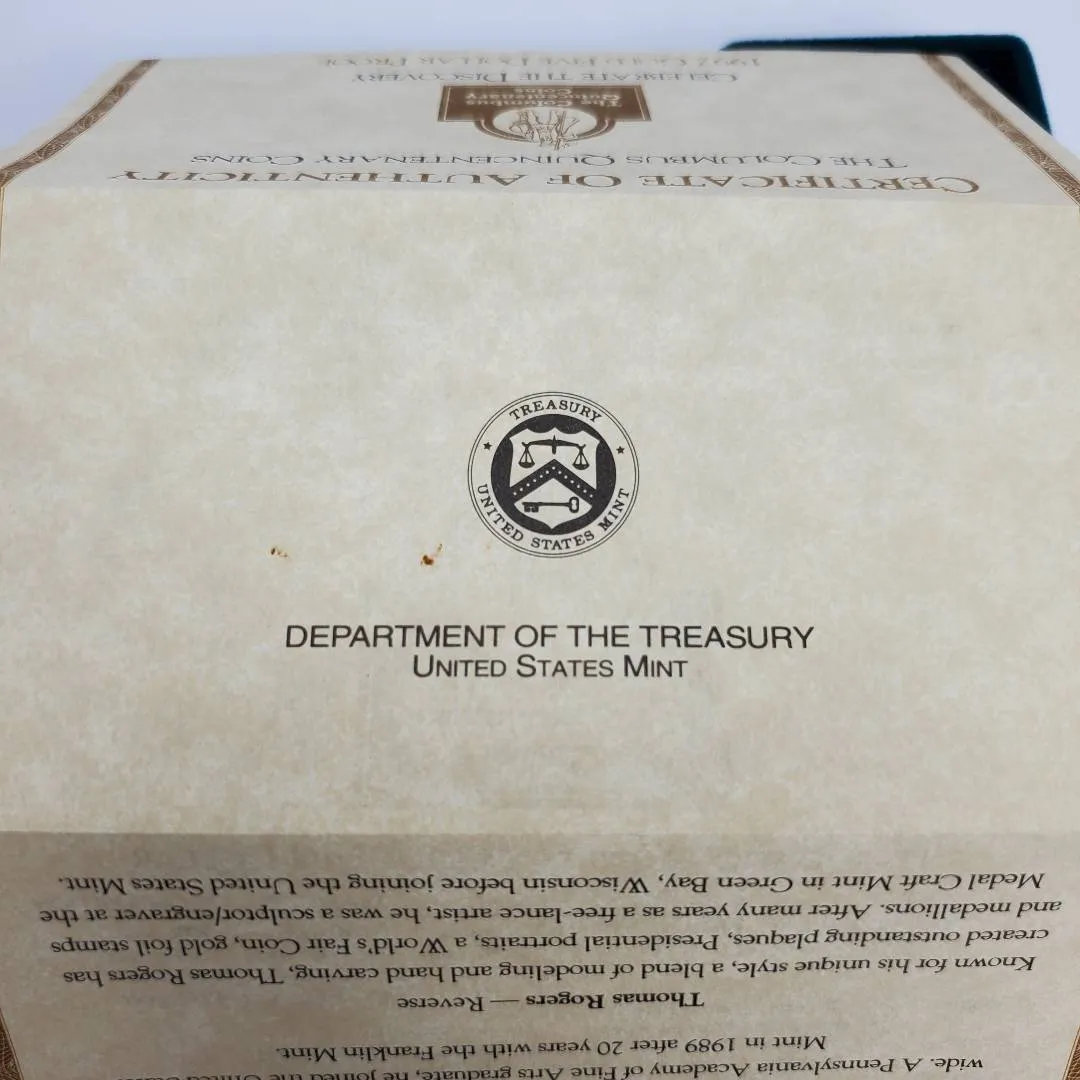 CERTIFICATE OF AUTHENTICITY
THE COLUMBUS QUINCENTENARY COINS
The Columbus
Quincentenary
Coins
CELEBRATE THE DISCOVERY
1992 GOLD FIVE DOLLAR PROOF
TREASURY
UNITED STATES MINT
DEPARTMENT OF THE TREASURY
UNITED STATES MINT
wide. A Pennsylvania Academy of Fine Arts graduate, he joined the United
Mint in 1989 after 20 years with the Franklin Mint.
Thomas Rogers — Reverse
Known for his unique style, a blend of modeling and hand carving, Thomas Rogers has
created outstanding plaques, Presidential portraits, a World's Fair Coin, gold foil stamps
and medallions. After many years as a free-lance artist, he was a sculptor/engraver at the
Medal Craft Mint in Green Bay, Wisconsin before joining the United States Mint.